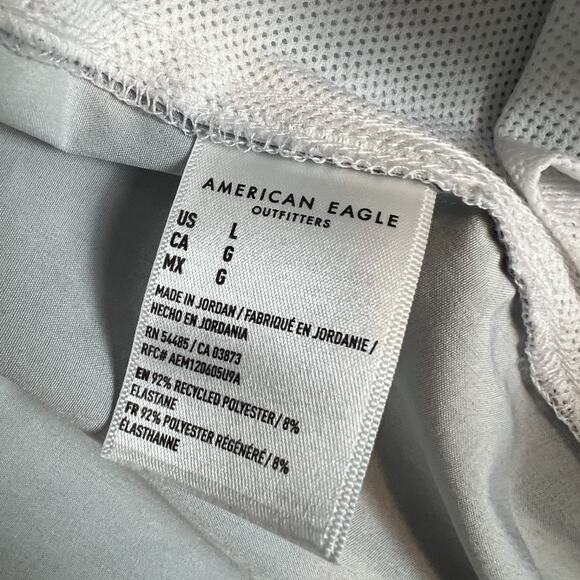 AMERICAN EAGLE
OUTFITTERS
US L
CA G
MX G
MADE IN JORDAN / FABRIQUÉ EN JORDANIE /
HECHO EN JORDANIA
RN 54485 / CA 03873
RFC# AEM120605U9A
EN 92% RECYCLED POLYESTER / 8%
ELASTANE
FR 92% POLYESTER RÉGÉNÉRÉ / 8%
ÉLASTHANNE